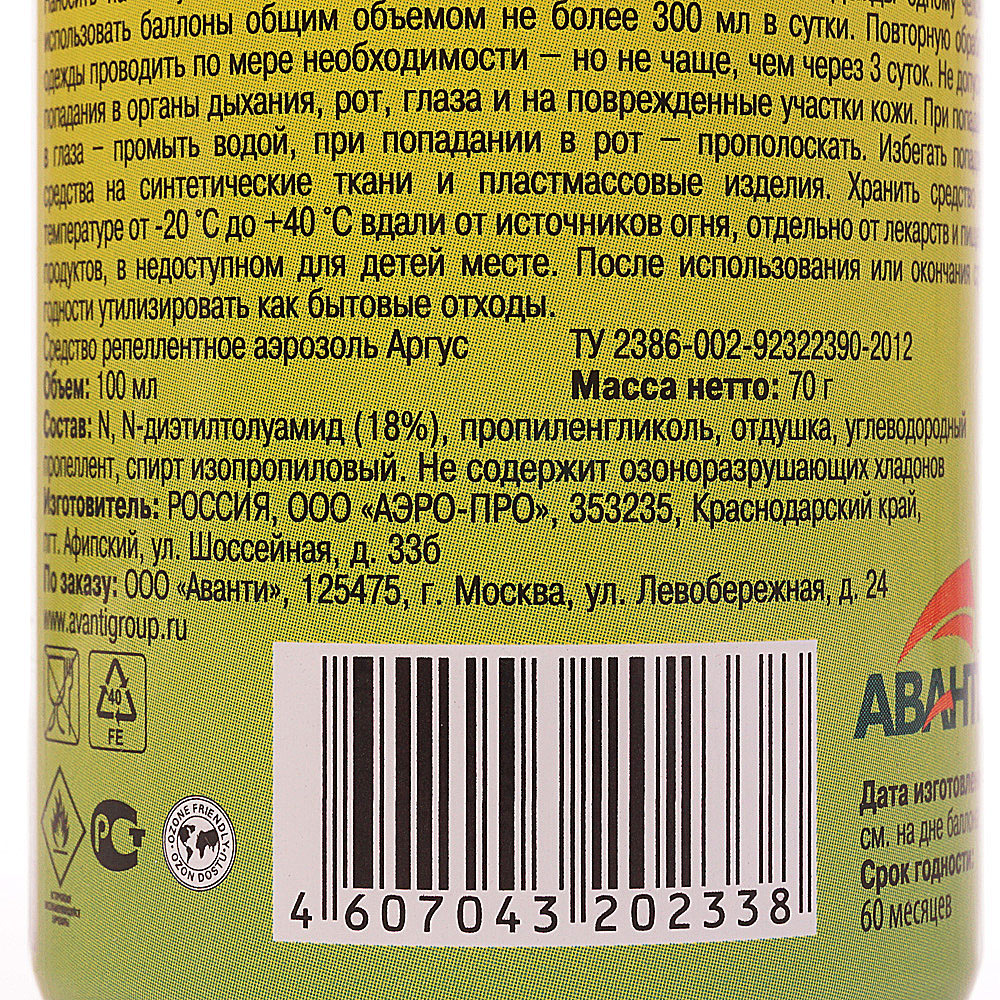 использовать баллоны общим объемом не более 300 мл в сутки. Повторную
одежды проводить по мере необходимости – но не чаще, чем через 3 суток. Не
попадания в органы дыхания, рот, глаза и на поврежденные участки кожи. При
в глаза – промыть водой, при попадании в рот – прополоскать. Избегать
средства на синтетические ткани и пластмассовые изделия. Хранить средство
температуре от -20 °C до +40 °C вдали от источников огня, отдельно от лекарств и
продуктов, в недоступном для детей месте. После использования или окончания
годности утилизировать как бытовые отходы.
Средство репеллентное аэрозоль Аргус ТУ 2386-002-92322390-2012
Объем: 100 мл Масса нетто: 70 г
Состав: N, N-диэтилтолуамид (18%), пропиленгликоль, отдушка, углеводородный
пропеллент, спирт изопропиловый. Не содержит озоноразрушающих хладонов
Изготовитель: РОССИЯ, ООО «АЭРО-ПРО», 353235, Краснодарский край,
пгт. Афипский, ул. Шоссейная, д. 33б
По заказу: ООО «Аванти», 125475, г. Москва, ул. Левобережная, д. 24
www.avantigroup.ru
40
FE
АВАНТ
OZONE FRIENDLY
OZON DOSTU
Дата
см. на дне
Срок годности:
60 месяцев
4 607043 202338